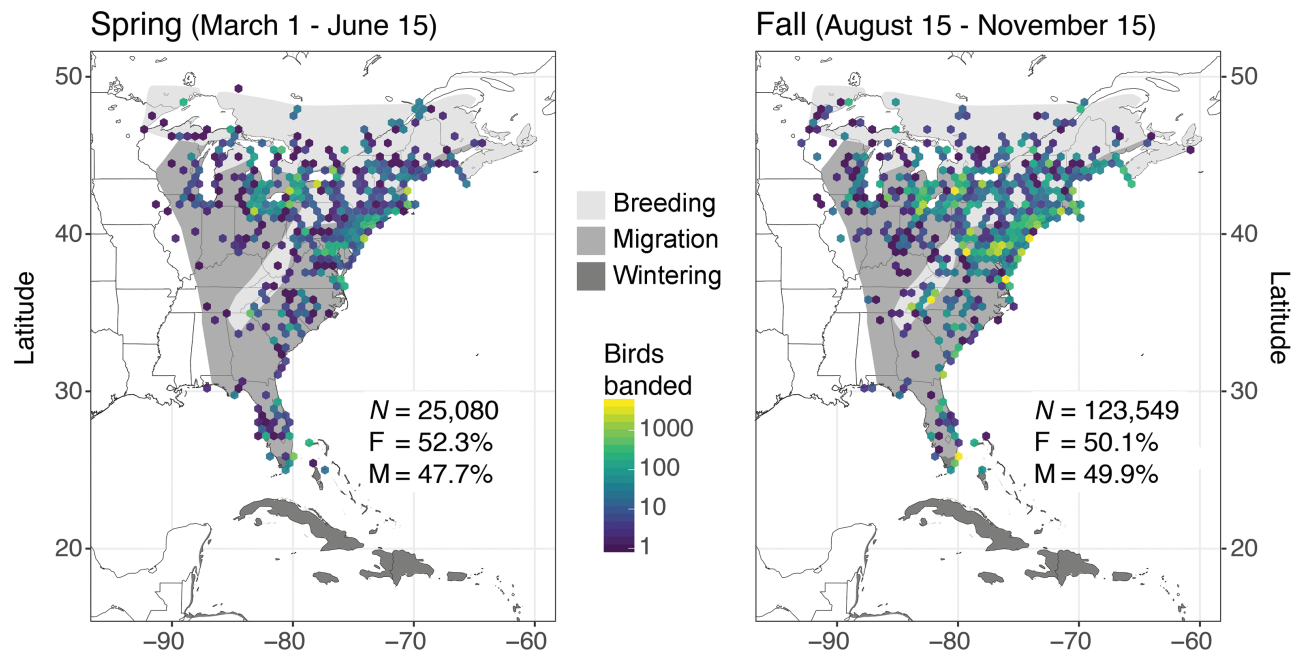 Spring (March 1 - June 15)
Fall (August 15 - November 15)
50
40
30
20
Latitude
−90
−80
−70
−60
N = 25,080
F = 52.3%
M = 47.7%
Breeding
Migration
Wintering
Birds
banded
1000
100
10
1
N = 123,549
F = 50.1%
M = 49.9%
50
40
30
20
Latitude
−90
−80
−70
−60